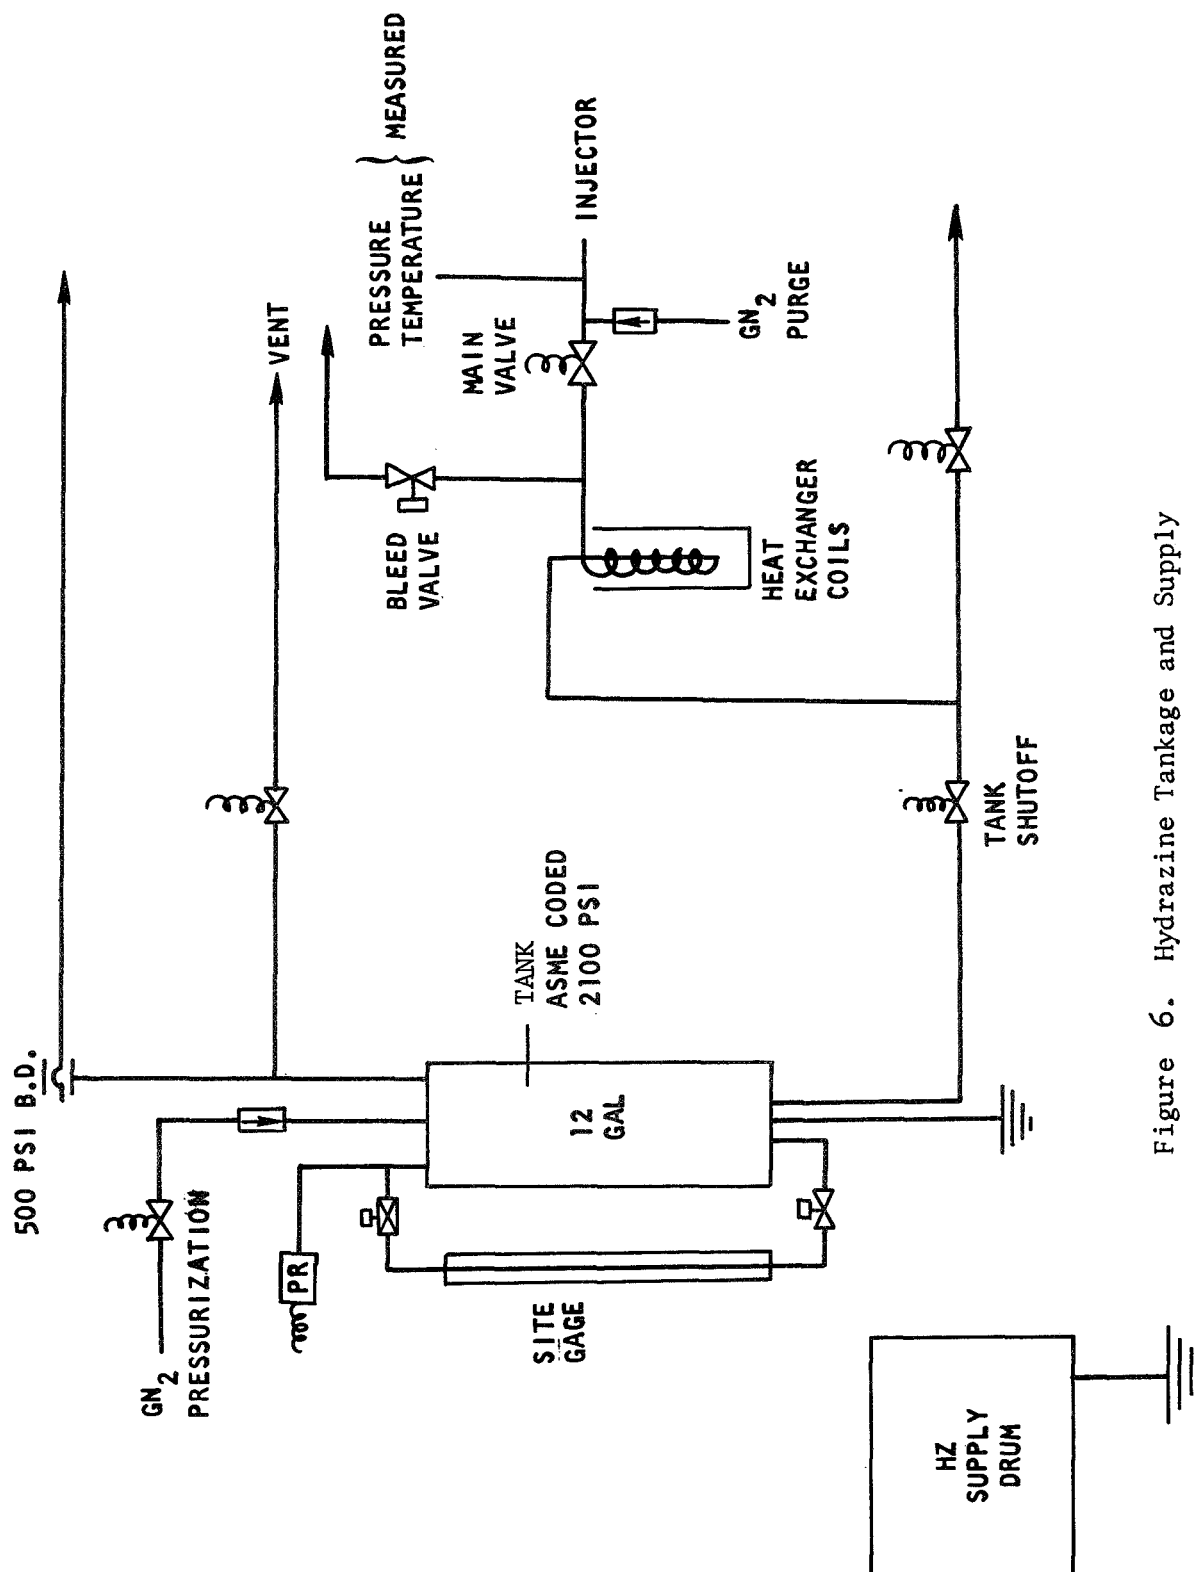 500 PSI B.D.
GN2
PRESSURIZATION
PR
SITE
GAGE
HZ
SUPPLY
DRUM
12
GAL
TANK
ASME CODED
2100 PSI
VENT
BLEED
VALVE
HEAT
EXCHANGER
COILS
MAIN
VALVE
PRESSURE
TEMPERATURE
MEASURED
INJECTOR
GN2
PURGE
TANK
SHUTOFF
Figure 6. Hydrazine Tankage and Supply